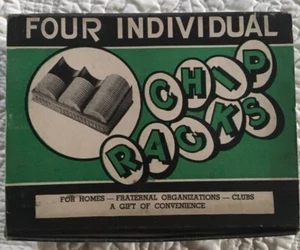 FOUR INDIVIDUAL
CHIP
RACKS
FOR HOMES — FRATERNAL ORGANIZATIONS — CLUBS
A GIFT OF CONVENIENCE